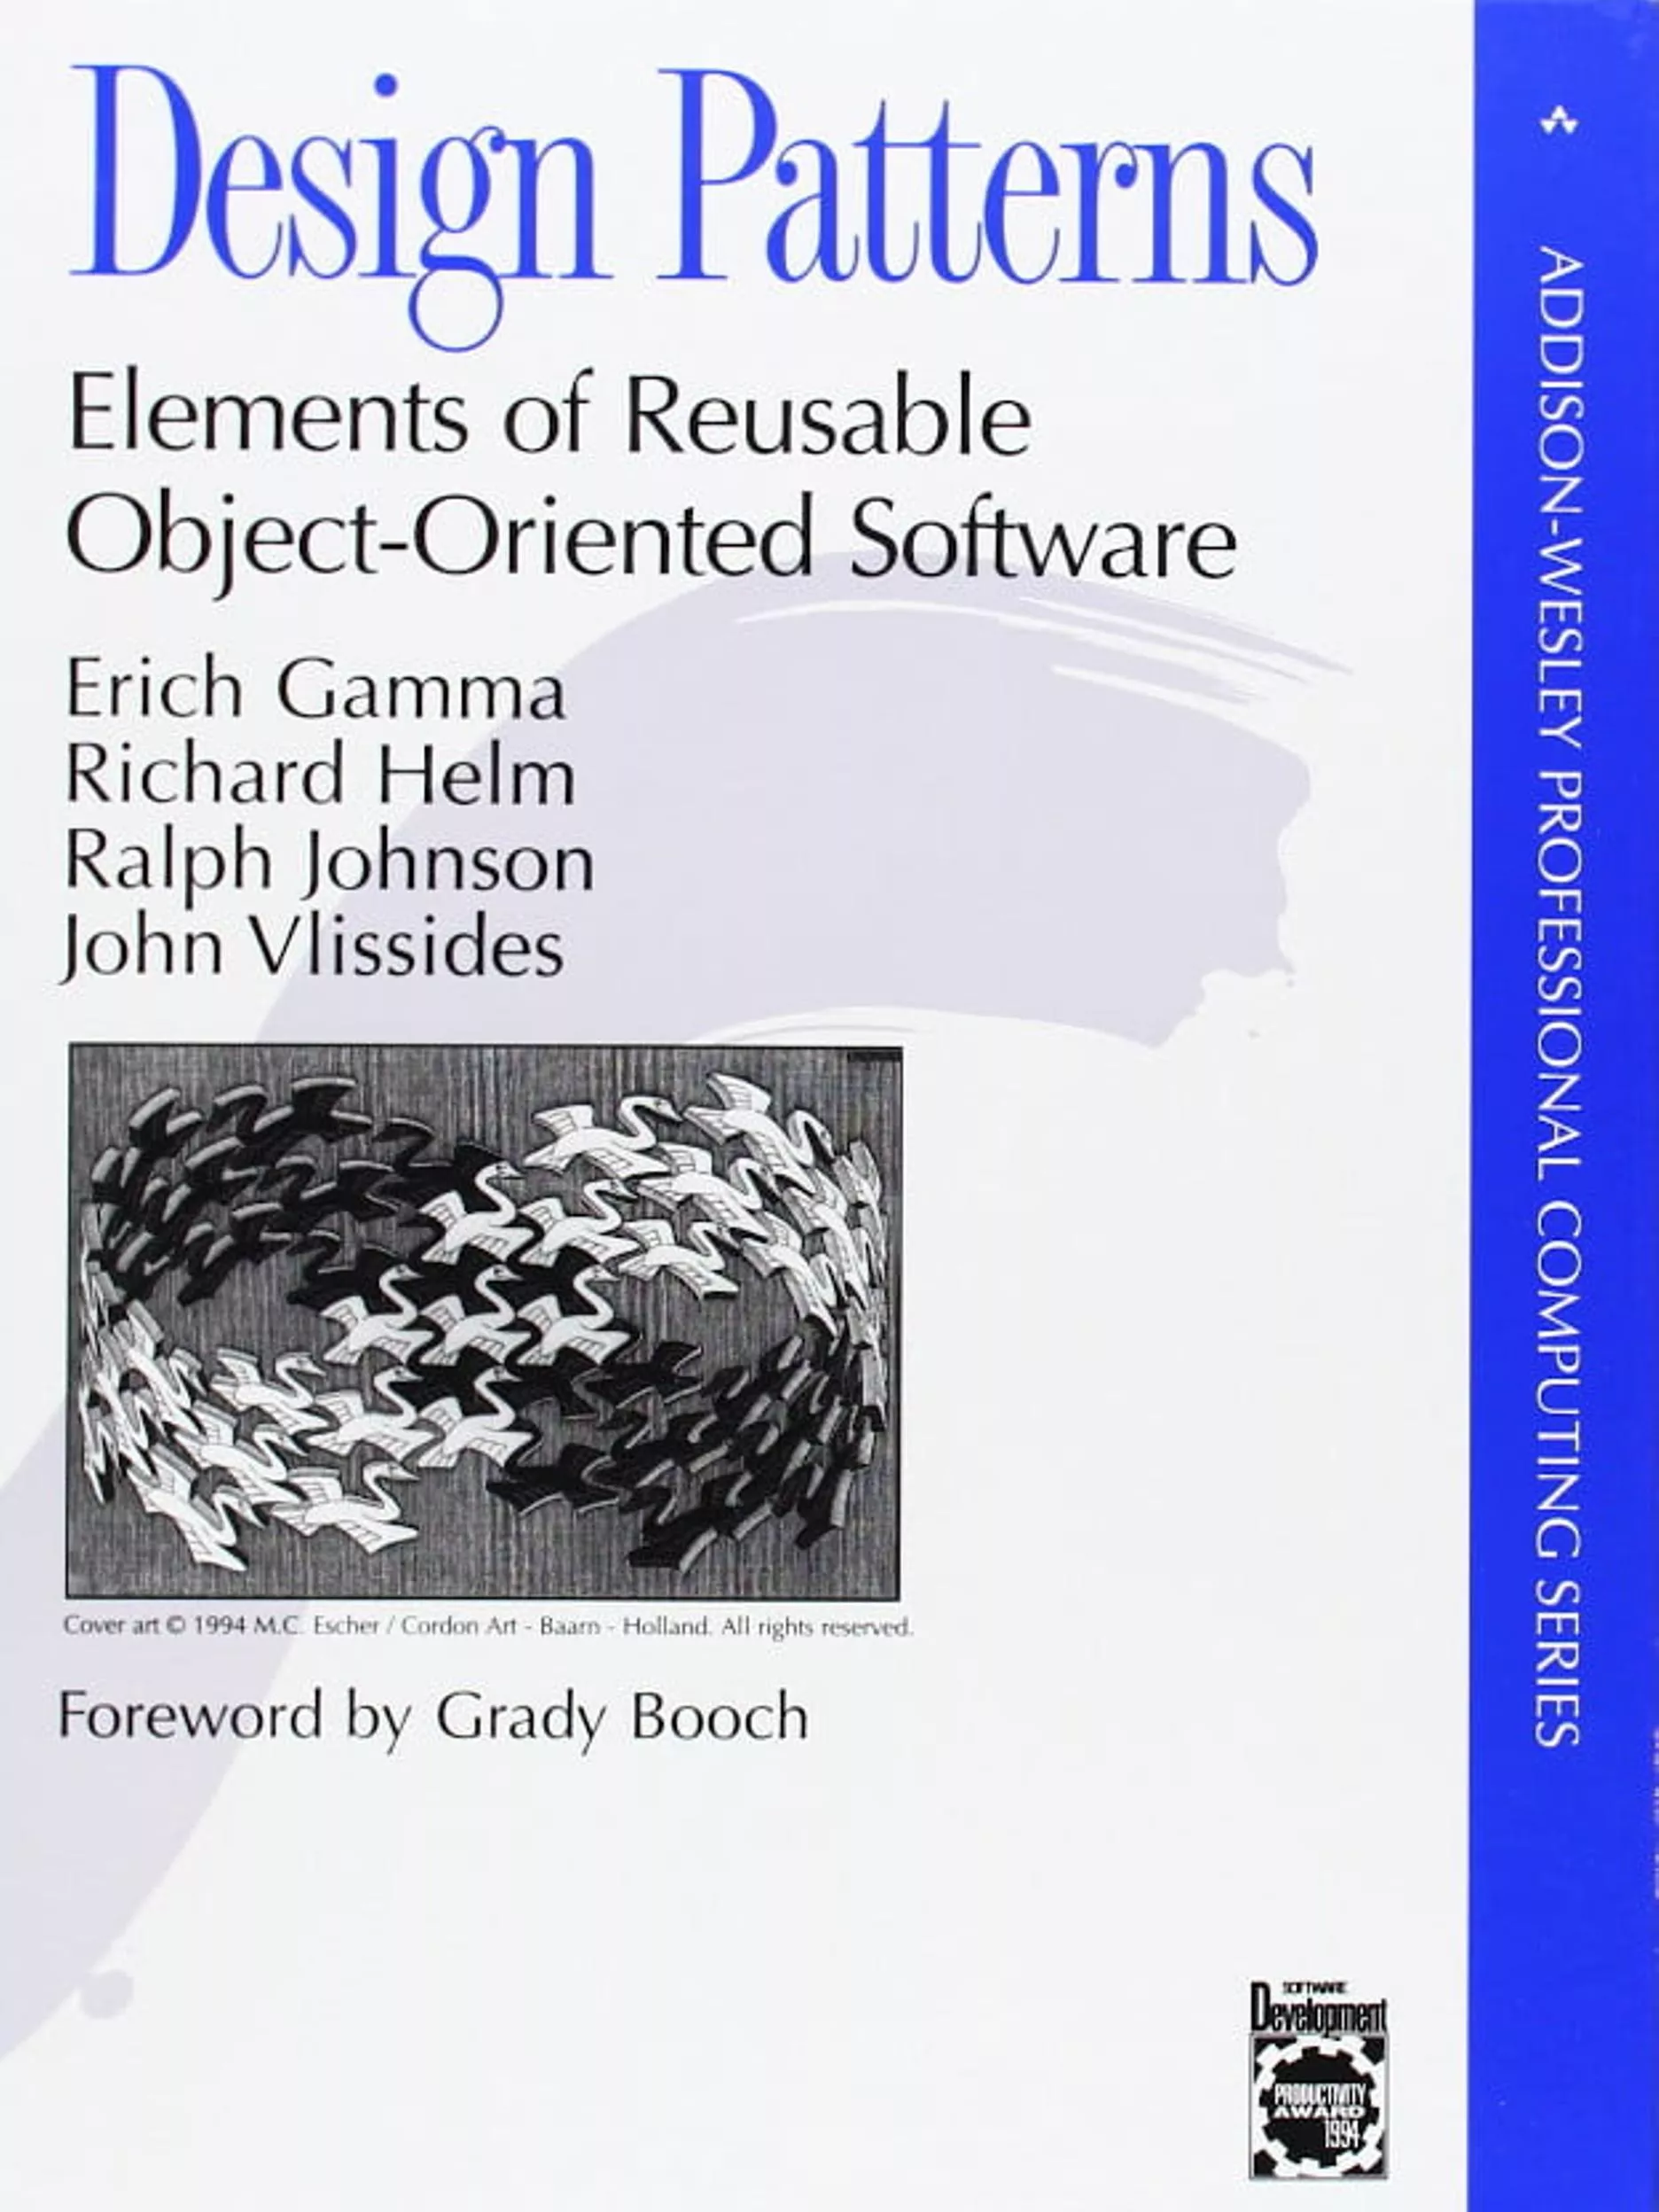 Design Patterns
Elements of Reusable
Object-Oriented Software
Erich Gamma
Richard Helm
Ralph Johnson
John Vlissides
Cover art © 1994 M.C. Escher / Cordon Art - Baarn - Holland. All rights reserved.
Foreword by Grady Booch
SOFTWARE
Development
PRODUCTIVITY
AWARD
1994
ADDISON-WESLEY PROFESSIONAL COMPUTING SERIES